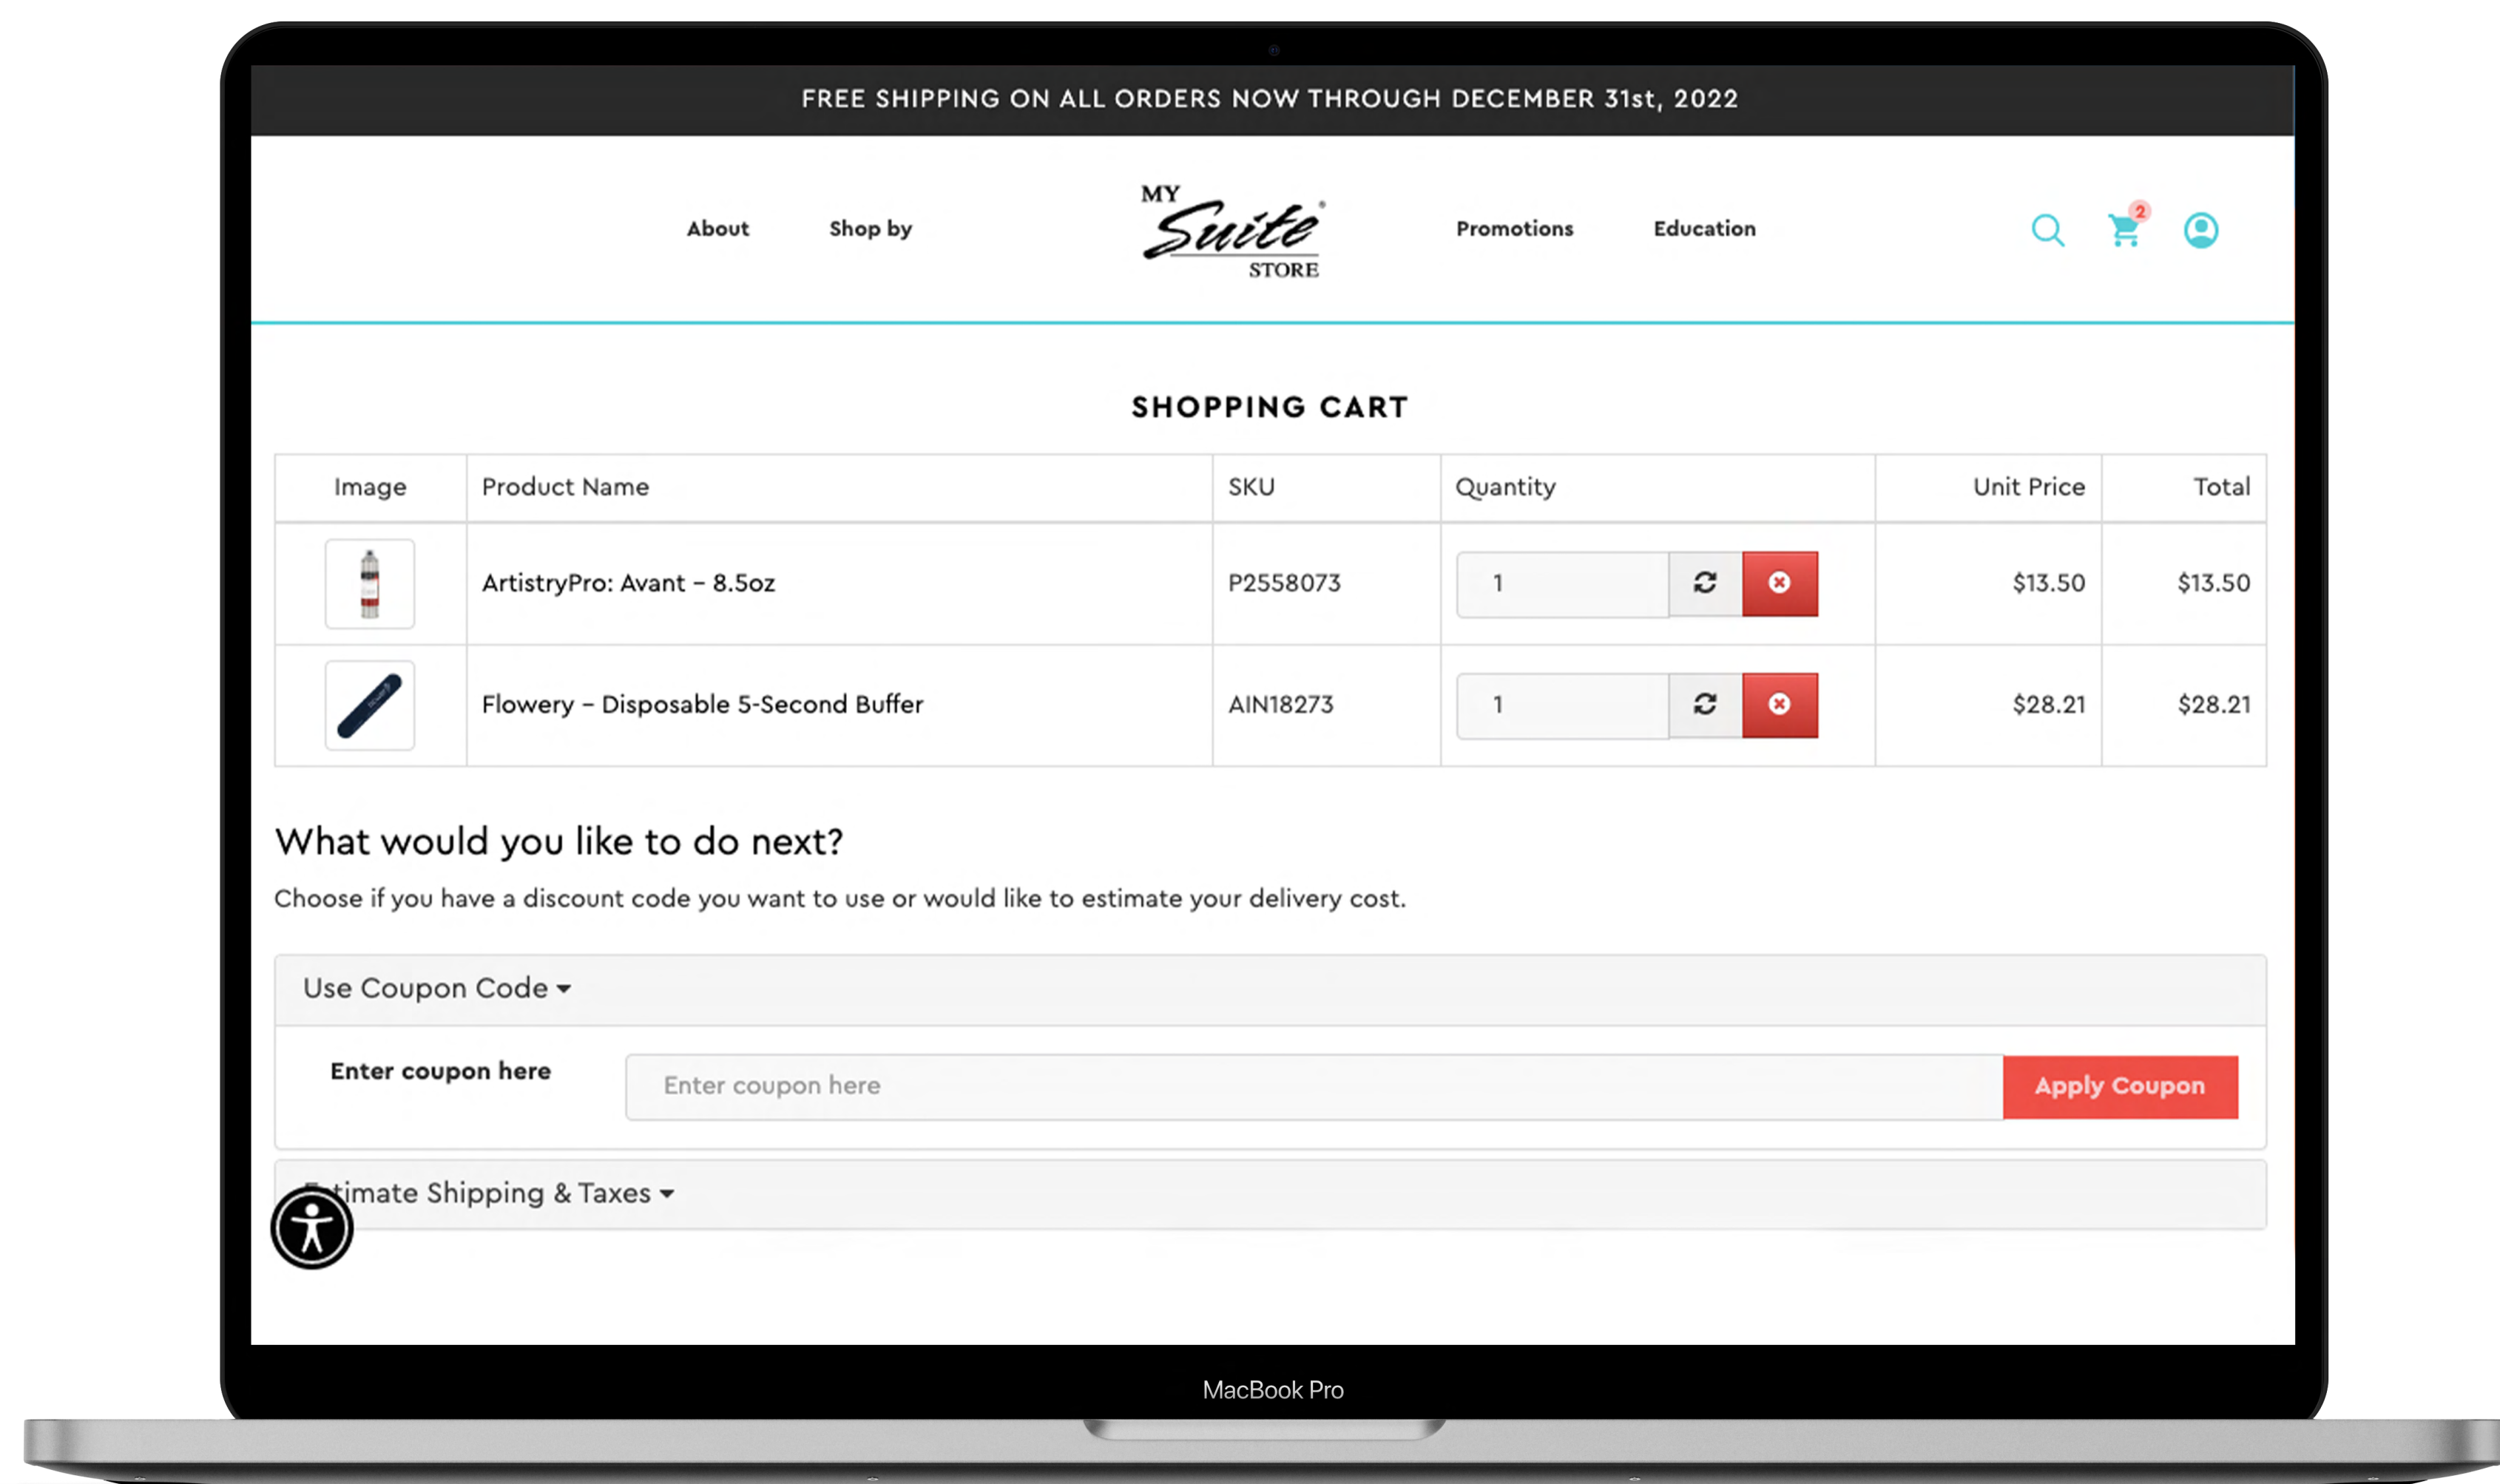 FREE SHIPPING ON ALL ORDERS NOW THROUGH DECEMBER 31st, 2022
About Shop by MY Suite® STORE Promotions Education 2
SHOPPING CART
Image Product Name SKU Quantity Unit Price Total
ArtistryPro: Avant – 8.5oz P2558073 1 $13.50 $13.50
Flowery – Disposable 5-Second Buffer AIN18273 1 $28.21 $28.21
What would you like to do next?
Choose if you have a discount code you want to use or would like to estimate your delivery cost.
Use Coupon Code
Enter coupon here Enter coupon here Apply Coupon
Estimate Shipping & Taxes
MacBook Pro